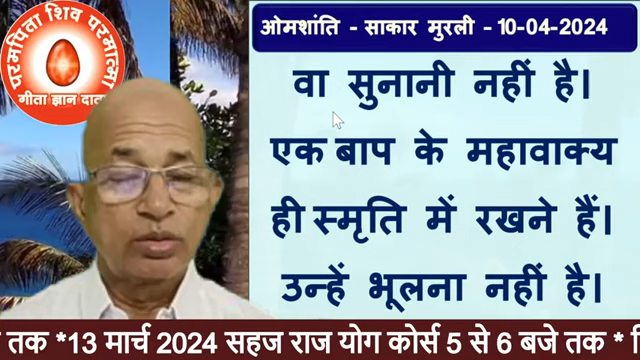 परमपिता शिव परमात्मा
गीता ज्ञान दाता
ओमशांति - साकार मुरली - 10-04-2024
वा सुनानी नहीं है।
एक बाप के महावाक्य
ही स्मृति में रखने हैं।
उन्हें भूलना नहीं है।
तक *13 मार्च 2024 सहज राज योग कोर्स 5 से 6 बजे तक *